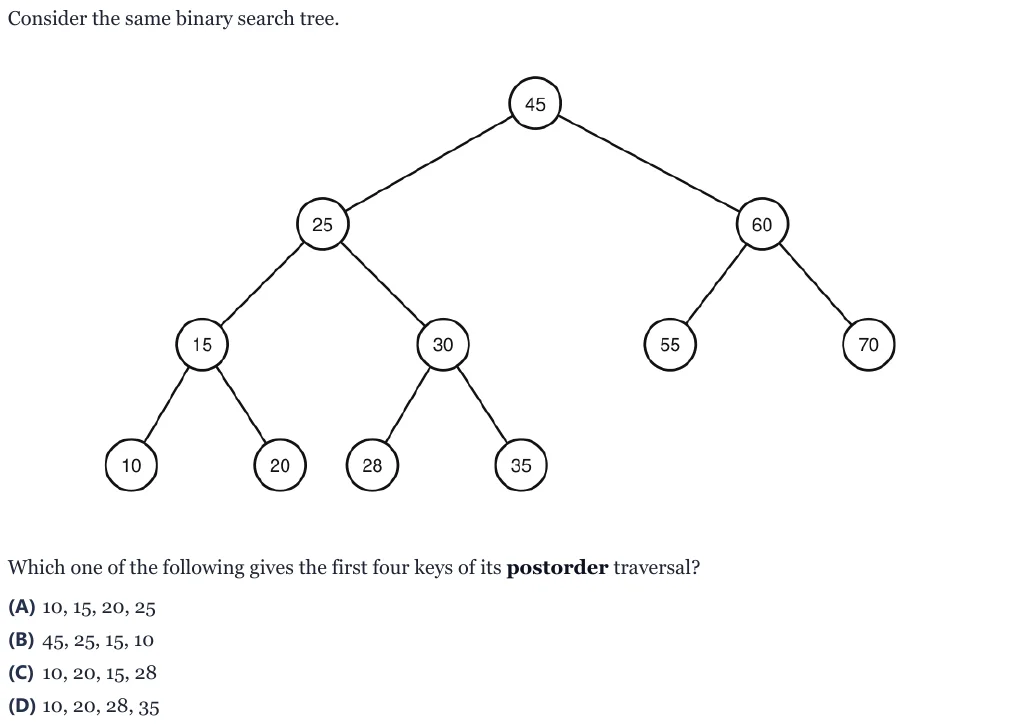 Consider the same binary search tree.
45
25
60
15
30
55
70
10
20
28
35
Which one of the following gives the first four keys of its postorder traversal?
(A) 10, 15, 20, 25
(B) 45, 25, 15, 10
(C) 10, 20, 15, 28
(D) 10, 20, 28, 35